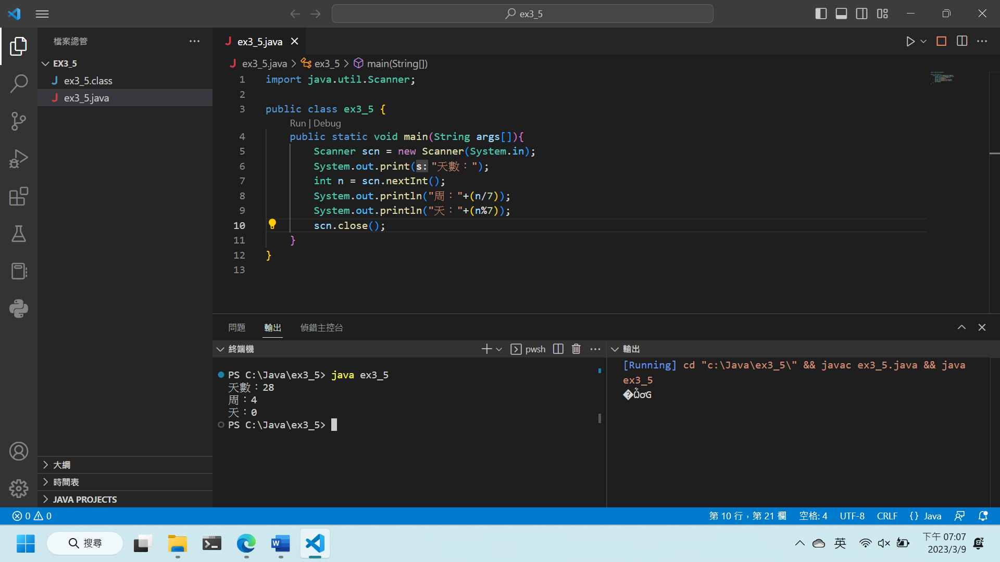 ex3_5
檔案總管
EX3_5
ex3_5.class
ex3_5.java
大綱
時間表
JAVA PROJECTS
ex3_5.java
ex3_5.java > ex3_5 > main(String[])
1 import java.util.Scanner;
2
3 public class ex3_5 {
Run | Debug
4 public static void main(String args[]){
5 Scanner scn = new Scanner(System.in);
6 System.out.print(s: "天數：");
7 int n = scn.nextInt();
8 System.out.println("周："+(n/7));
9 System.out.println("天："+(n%7));
10 scn.close();
11 }
12 }
13
問題 輸出 偵錯主控台
終端機 pwsh
PS C:\Java\ex3_5> java ex3_5
天數：28
周：4
天：0
PS C:\Java\ex3_5>
輸出
[Running] cd "c:\Java\ex3_5\" && javac ex3_5.java && java
ex3_5
0 0
第 10 行，第 21 欄 空格: 4 UTF-8 CRLF {} Java
搜尋
英
下午 07:07
2023/3/9